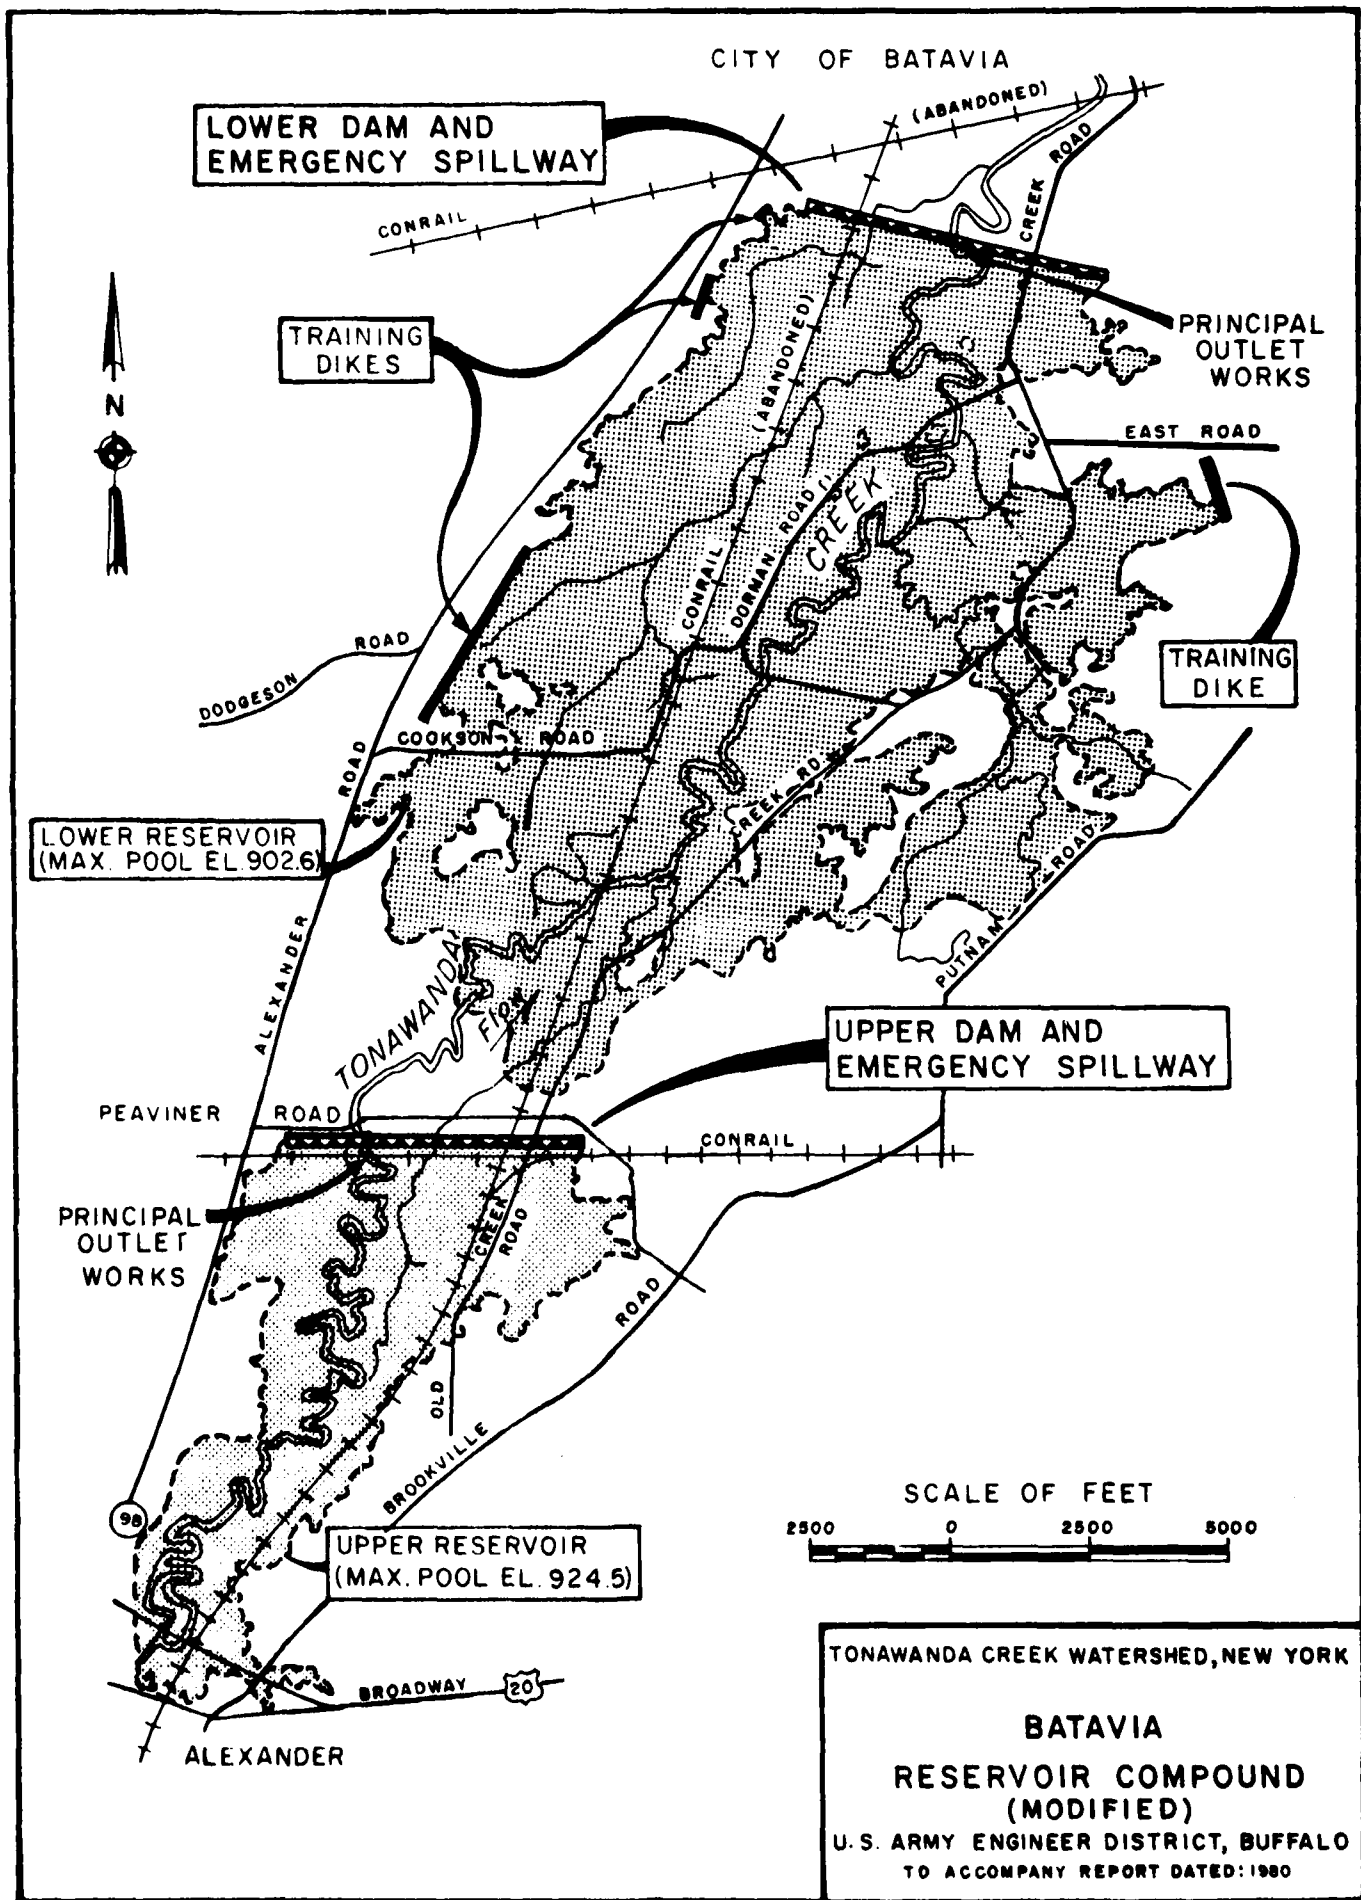 CITY OF BATAVIA
(ABANDONED)
LOWER DAM AND
EMERGENCY SPILLWAY
CONRAIL
CREEK ROAD
N
TRAINING
DIKES
(ABANDONED)
PRINCIPAL
OUTLET
WORKS
EAST ROAD
CONRAIL
DORMAN ROAD
CREEK
TRAINING
DIKE
DODGESON ROAD
COOKSON ROAD
ROAD
CREEK RD
LOWER RESERVOIR
(MAX. POOL EL. 902.6)
PUTNAM ROAD
ALEXANDER
TONAWANDA
Flow
UPPER DAM AND
EMERGENCY SPILLWAY
PEAVINER ROAD
CONRAIL
PRINCIPAL
OUTLET
WORKS
CREEK
ROAD
ROAD
OLD
BROOKVILLE
98
SCALE OF FEET
2500 0 2500 5000
UPPER RESERVOIR
(MAX. POOL EL. 924.5)
BROADWAY 20
ALEXANDER
TONAWANDA CREEK WATERSHED, NEW YORK
BATAVIA
RESERVOIR COMPOUND
(MODIFIED)
U.S. ARMY ENGINEER DISTRICT, BUFFALO
TO ACCOMPANY REPORT DATED: 1980